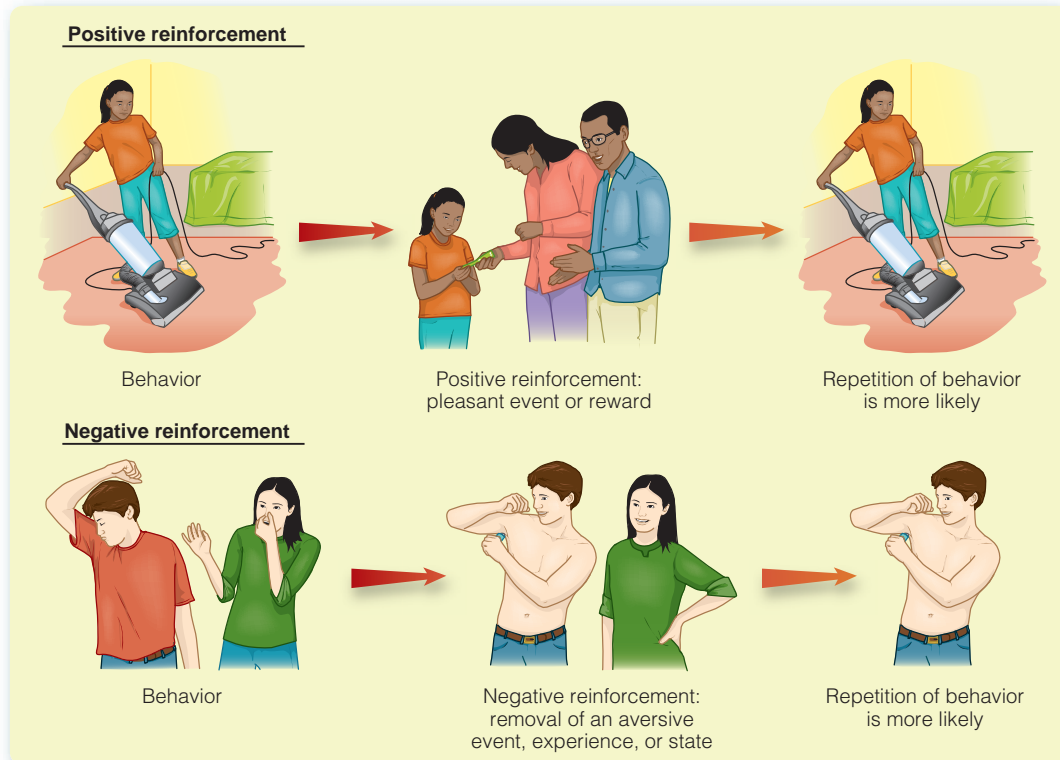 Positive reinforcement
Behavior
Positive reinforcement:
pleasant event or reward
Repetition of behavior
is more likely
Negative reinforcement
Behavior
Negative reinforcement:
removal of an aversive
event, experience, or state
Repetition of behavior
is more likely